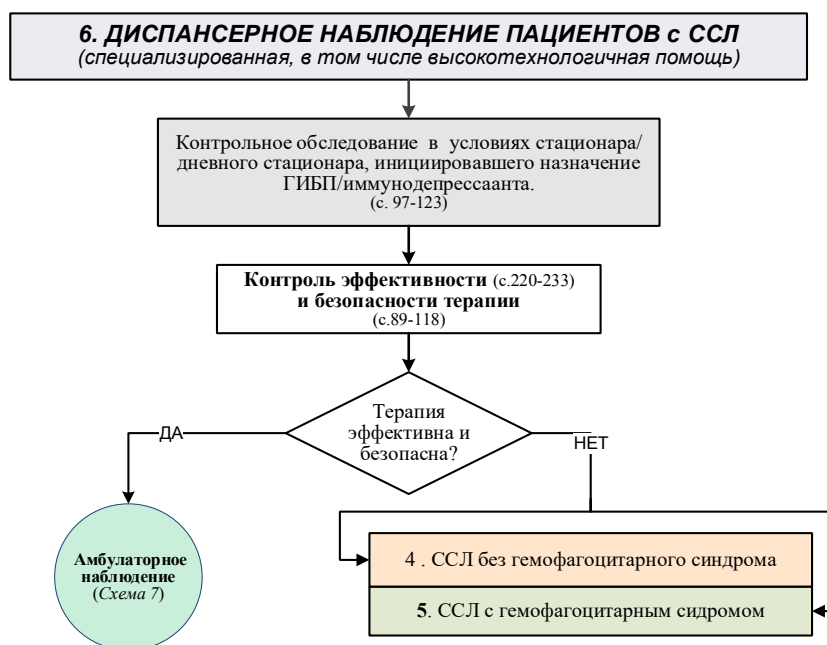 6. ДИСПАНСЕРНОЕ НАБЛЮДЕНИЕ ПАЦИЕНТОВ с ССЛ
(специализированная, в том числе высокотехнологичная помощь)
Контрольное обследование в условиях стационара/
дневного стационара, инициировавшего назначение
ГИБП/иммунодепрессаанта.
(с. 97-123)
Контроль эффективности (с.220-233)
и безопасности терапии
(с.89-118)
Терапия
эффективна и
безопасна?
ДА
НЕТ
Амбулаторное
наблюдение
(Схема 7)
4 . ССЛ без гемофагоцитарного синдрома
5. ССЛ с гемофагоцитарным сидромом